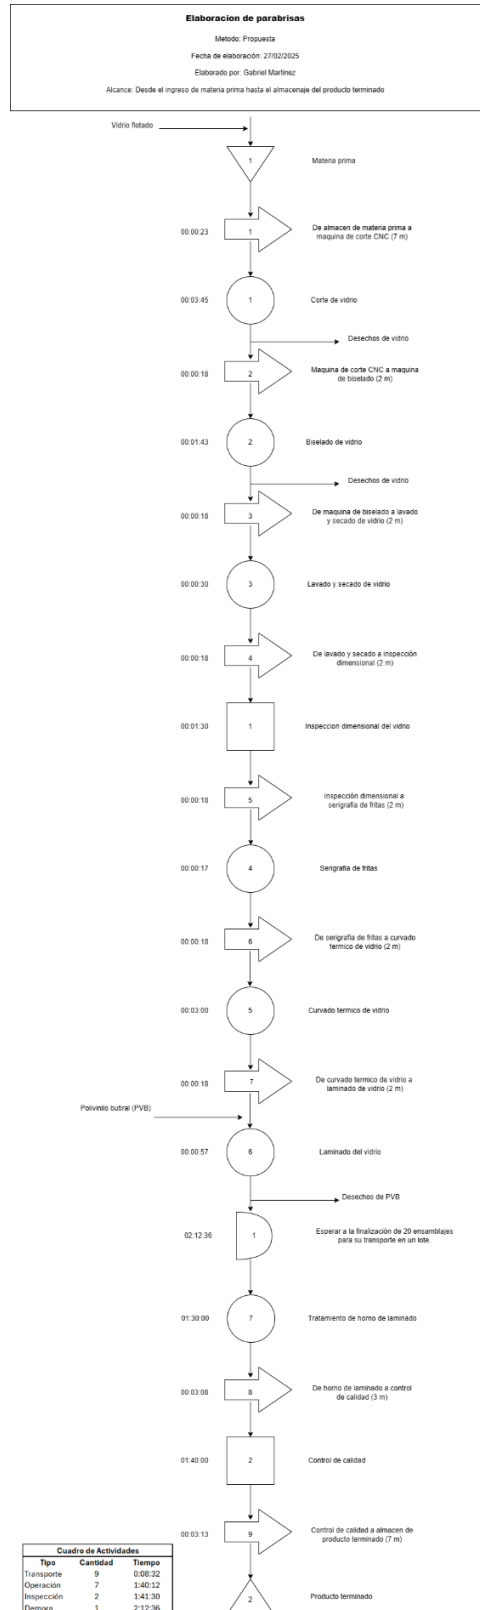 Elaboracion de parabrisas
Metodo: Propuesta
Fecha de elaboración: 27/02/2025
Elaborado por: Gabriel Martinez
Alcance: Desde el ingreso de materia prima hasta el almacenaje del producto terminado
Vidrio flotado
1
Materia prima
00:00:23
1
De almacen de materia prima a
maquina de corte CNC (7 m)
00:03:45
1
Corte de vidrio
Desechos de vidrio
00:00:18
2
Maquina de corte CNC a maquina
de biselado (2 m)
00:01:43
2
Biselado de vidrio
Desechos de vidrio
00:00:18
3
De maquina de biselado a lavado
y secado de vidrio (2 m)
00:00:30
3
Lavado y secado de vidrio
00:00:18
4
De lavado y secado a inspección
dimensional (2 m)
00:01:30
1
Inspeccion dimensional del vidrio
00:00:18
5
Inspección dimensional a
serigrafia de fritas (2 m)
00:00:17
4
Serigrafia de fritas
00:00:18
6
De serigrafia de fritas a curvado
termico de vidrio (2 m)
00:03:00
5
Curvado termico de vidrio
00:00:18
7
De curvado termico de vidrio a
laminado de vidrio (2 m)
Polivinilo butiral (PVB)
00:00:57
6
Laminado del vidrio
Desechos de PVB
02:12:36
1
Esperar a la finalización de 20 ensamblajes
para su transporte en un lote.
01:30:00
7
Tratamiento de horno de laminado
00:03:08
8
De horno de laminado a control
de calidad (3 m)
01:40:00
2
Control de calidad
00:03:13
9
Control de calidad a almacen de
producto terminado (7 m)
2
Producto terminado
Cuadro de Actividades
Tipo Cantidad Tiempo
Transporte 9 0:08:32
Operación 7 1:40:12
Inspección 2 1:41:30
Demora 1 2:12:36